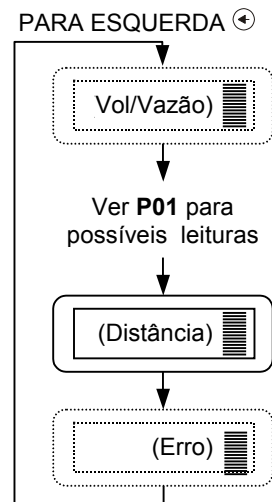 PARA ESQUERDA
Vol/Vazão)
Ver P01 para
possíveis leituras
(Distância)
(Erro)